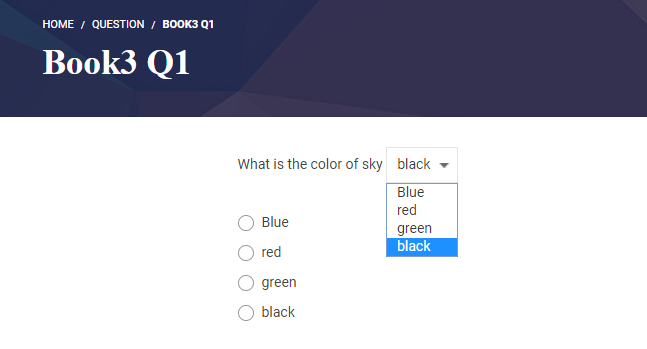 HOME / QUESTION / BOOK3 Q1
Book3 Q1
What is the color of sky black
Blue
red
green
black
Blue
red
green
black